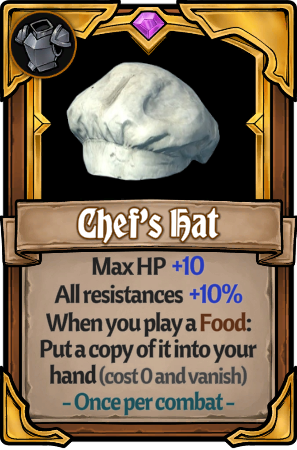 Chef's Hat
Max HP +10
All resistances +10%
When you play a Food:
Put a copy of it into your
hand (cost 0 and vanish)
- Once per combat -